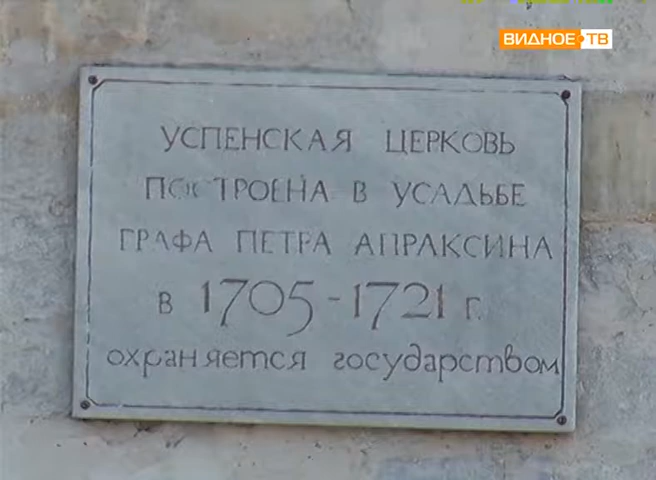 ВИДНОЕ ТВ
УСПЕНСКАЯ ЦЕРКОВЬ
ПОСТРОЕНА В УСАДЬБЕ
ГРАФА ПЕТРА АПРАКСИНА
В 1705-1721 г.
охраняется государством